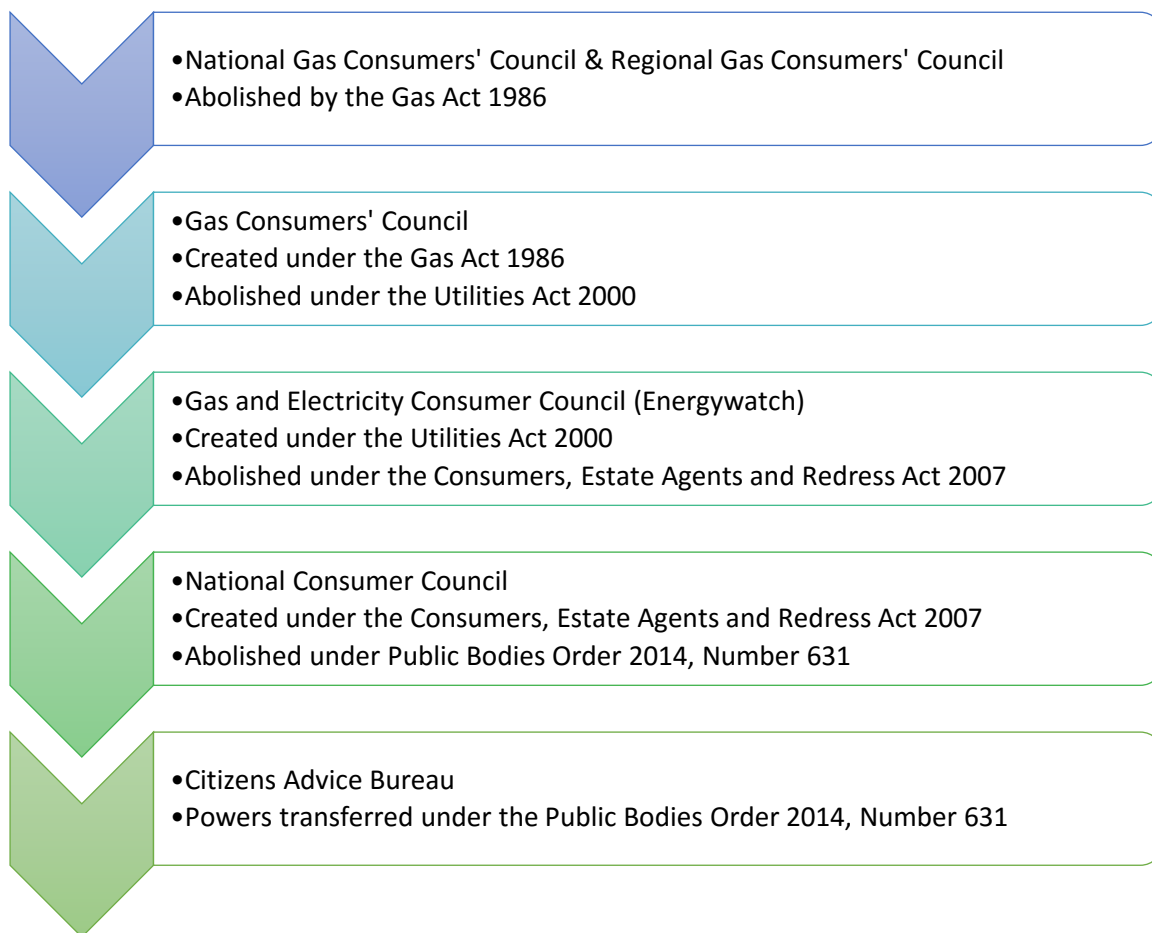 •National Gas Consumers' Council & Regional Gas Consumers' Council
•Abolished by the Gas Act 1986
•Gas Consumers' Council
•Created under the Gas Act 1986
•Abolished under the Utilities Act 2000
•Gas and Electricity Consumer Council (Energywatch)
•Created under the Utilities Act 2000
•Abolished under the Consumers, Estate Agents and Redress Act 2007
•National Consumer Council
•Created under the Consumers, Estate Agents and Redress Act 2007
•Abolished under Public Bodies Order 2014, Number 631
•Citizens Advice Bureau
•Powers transferred under the Public Bodies Order 2014, Number 631